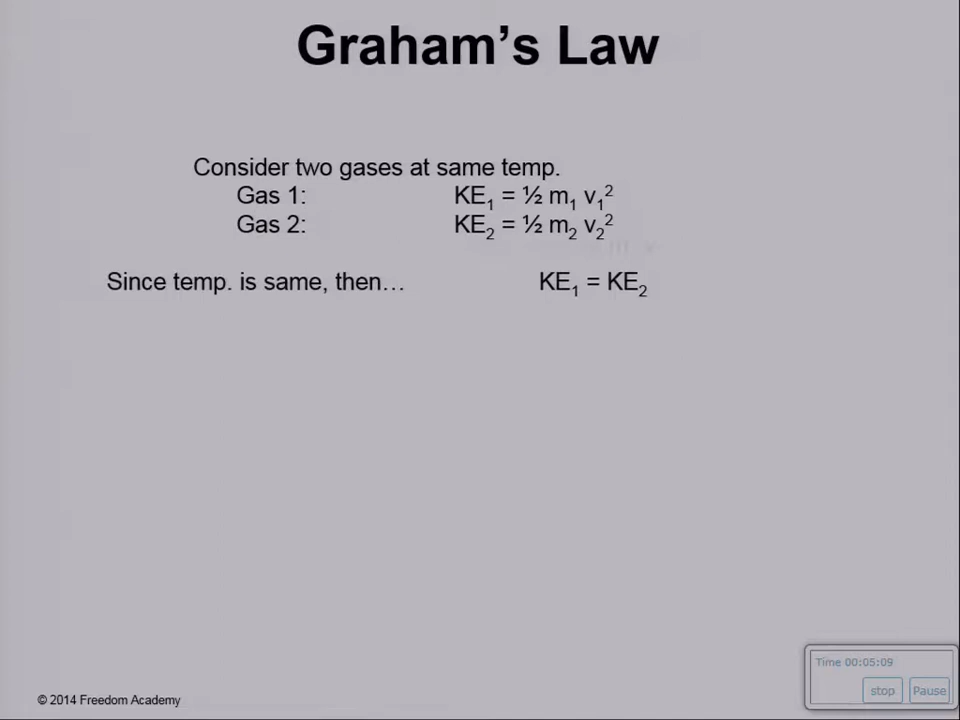 Graham’s Law
Consider two gases at same temp.
Gas 1: KE₁ = ½ m₁ v₁²
Gas 2: KE₂ = ½ m₂ v₂²
Since temp. is same, then… KE₁ = KE₂
© 2014 Freedom Academy
Time 00:05:09
stop Pause